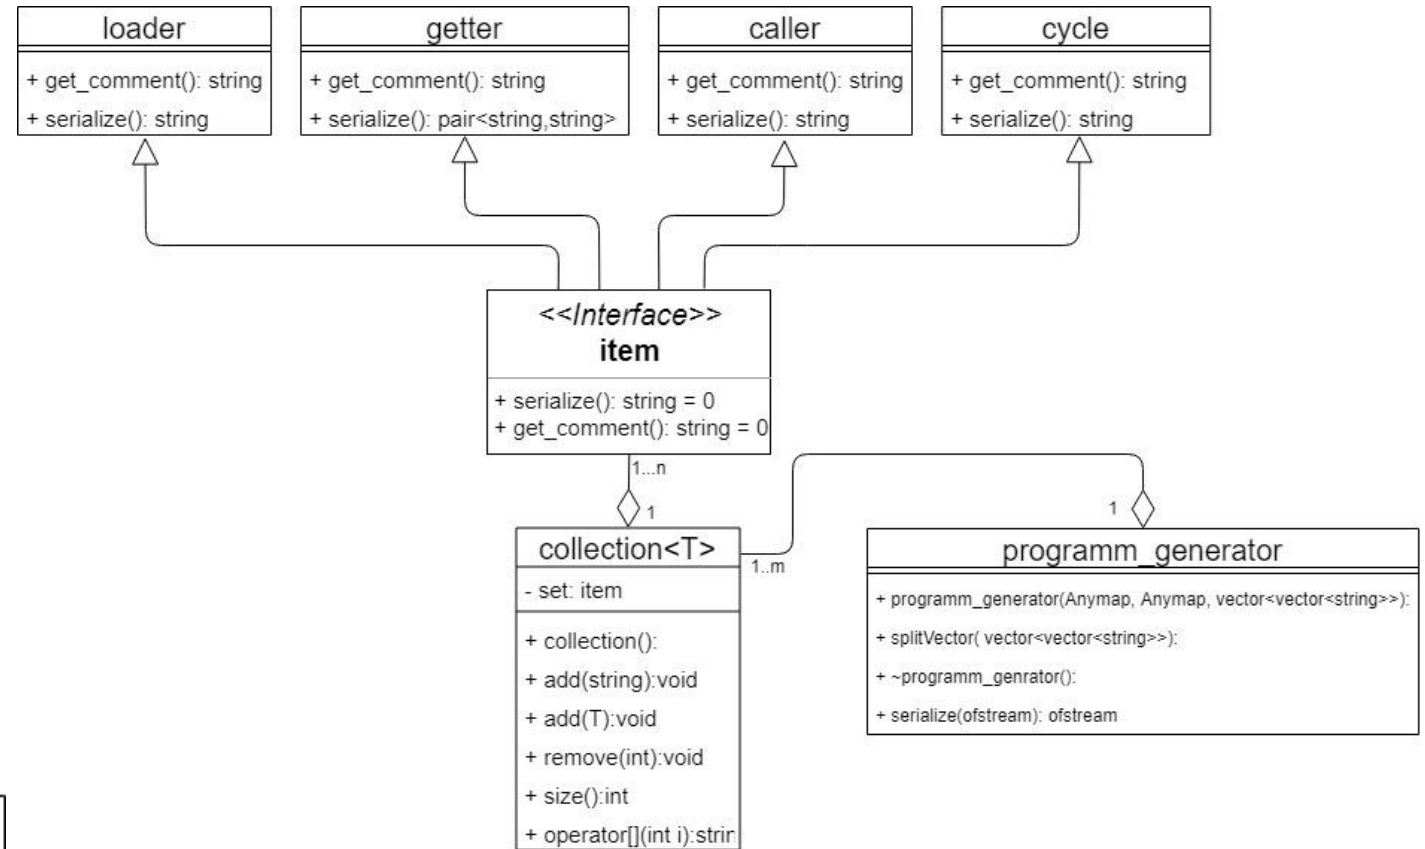 loader
+ get_comment(): string
+ serialize(): string
getter
+ get_comment(): string
+ serialize(): pair<string,string>
caller
+ get_comment(): string
+ serialize(): string
cycle
+ get_comment(): string
+ serialize(): string
<<Interface>>
item
+ serialize(): string = 0
+ get_comment(): string = 0
1...n
1
collection<T>
- set: item
+ collection():
+ add(string):void
+ add(T):void
+ remove(int):void
+ size():int
+ operator[](int i):strin
1..m
1
programm_generator
+ programm_generator(Anymap, Anymap, vector<vector<string>>):
+ splitVector( vector<vector<string>>):
+ ~programm_genrator():
+ serialize(ofstream): ofstream